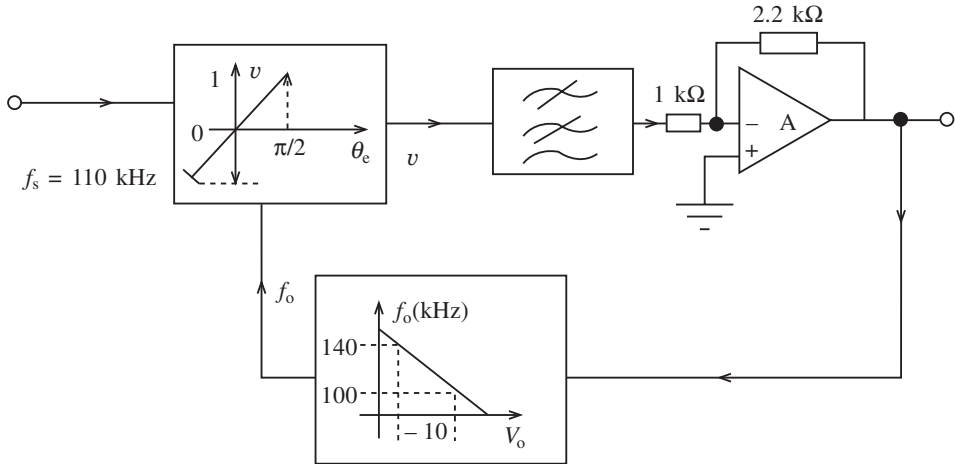 2.2 kΩ
1 v
1 kΩ
0
π/2 θe
v
− A
+
fs = 110 kHz
fo
fo(kHz)
140
100
– 10 Vo